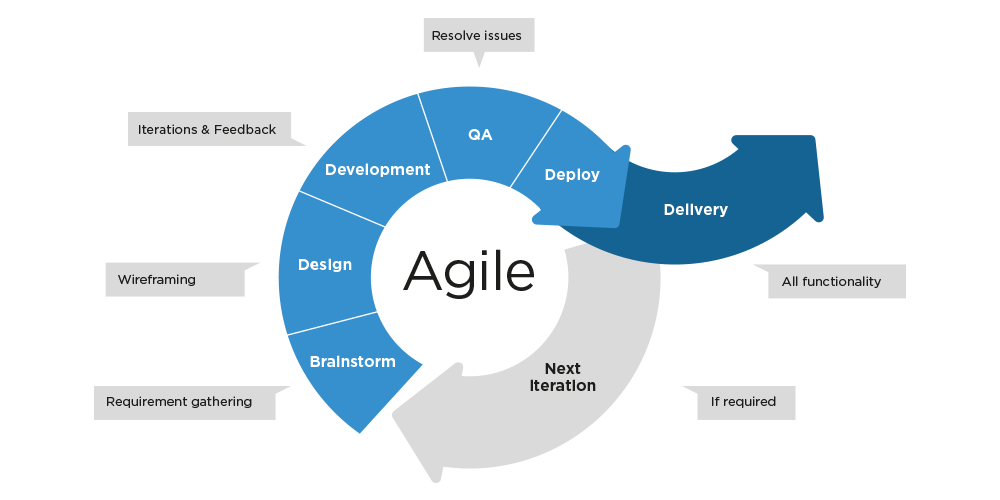 Resolve issues
Iterations & Feedback
QA
Development
Deploy
Delivery
Design
Wireframing
Agile
All functionality
Brainstorm
Next
Iteration
Requirement gathering
If required